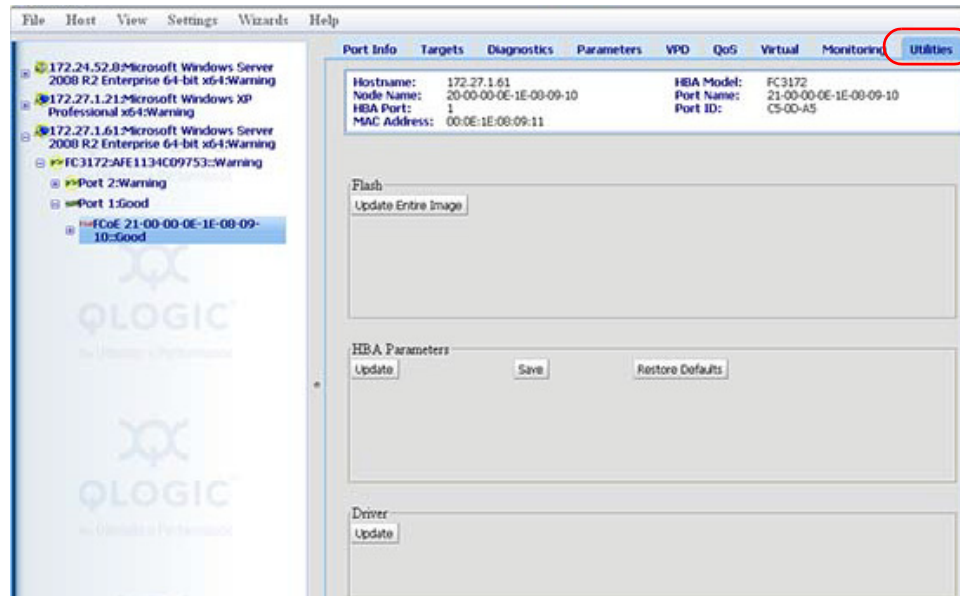 File Host View Settings Wizards Help
172.24.52.8:Microsoft Windows Server
2008 R2 Enterprise 64-bit x64:Warning
172.27.1.21:Microsoft Windows XP
Professional x64:Warning
172.27.1.61:Microsoft Windows Server
2008 R2 Enterprise 64-bit x64:Warning
FC3172:AFE1134C09753::Warning
Port 2:Warning
Port 1:Good
FCoE 21-00-00-0E-1E-08-09-
10::Good
QLOGIC
QLOGIC
Port Info Targets Diagnostics Parameters VPD QoS Virtual Monitoring Utilities
Hostname: 172.27.1.61 HBA Model: FC3172
Node Name: 20-00-00-0E-1E-08-09-10 Port Name: 21-00-00-0E-1E-08-09-10
HBA Port: 1 Port ID: C5-0D-A5
MAC Address: 00:0E:1E:08:09:11
Flash
Update Entire Image
HBA Parameters
Update Save Restore Defaults
Driver
Update